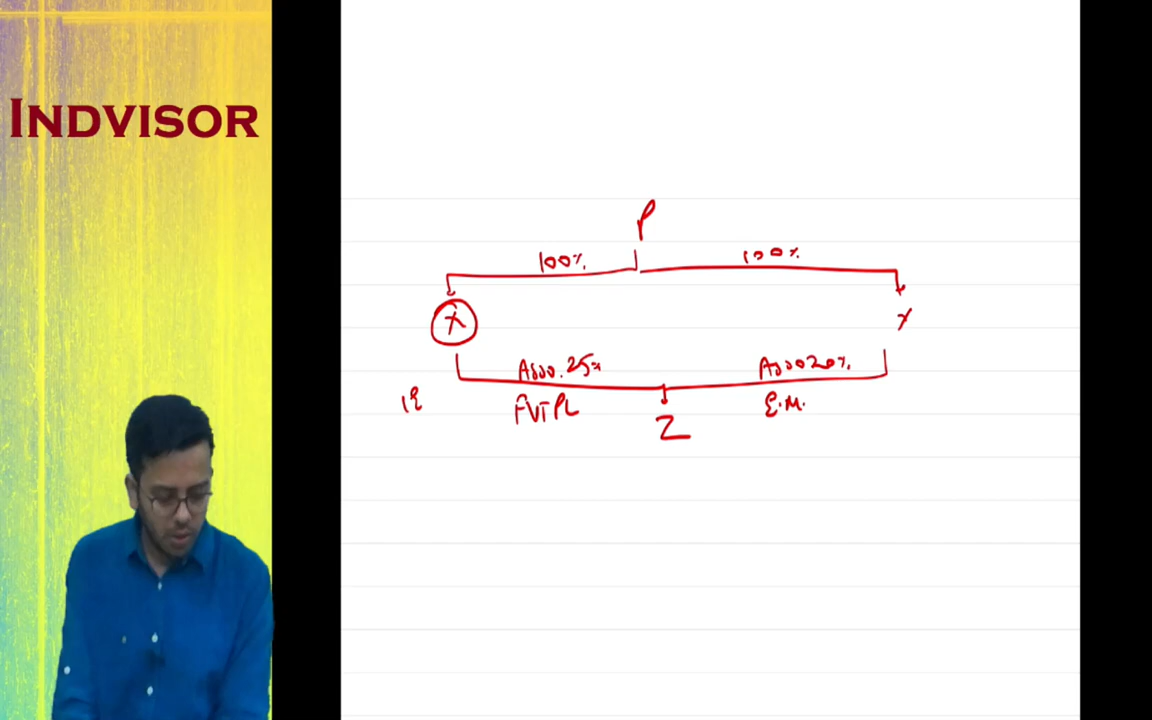 INDVISOR
P
100% 100%
X Y
Asso. 25% Asso 20%
FVTPL E.M.
Z